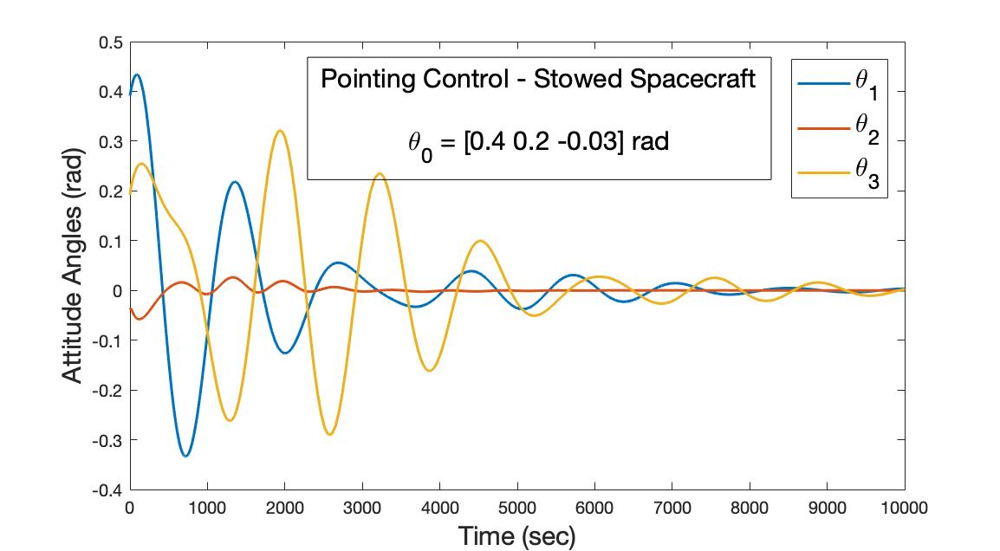 Pointing Control - Stowed Spacecraft
θ0 = [0.4 0.2 -0.03] rad
θ1
θ2
θ3
Attitude Angles (rad)
0.5
0.4
0.3
0.2
0.1
0
-0.1
-0.2
-0.3
-0.4
0 1000 2000 3000 4000 5000 6000 7000 8000 9000 10000
Time (sec)